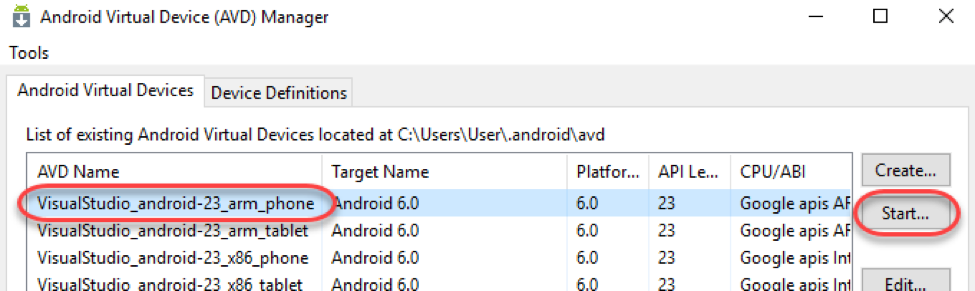 Android Virtual Device (AVD) Manager
Tools
Android Virtual Devices Device Definitions
List of existing Android Virtual Devices located at C:\Users\User\.android\avd
AVD Name Target Name Platfor... API Le... CPU/ABI Create...
VisualStudio_android-23_arm_phone Android 6.0 6.0 23 Google apis AF Start...
VisualStudio_android-23_arm_tablet Android 6.0 6.0 23 Google apis AF
VisualStudio_android-23_x86_phone Android 6.0 6.0 23 Google apis Int
VisualStudio_android-23_x86_tablet Android 6.0 6.0 23 Google apis Int Edit...